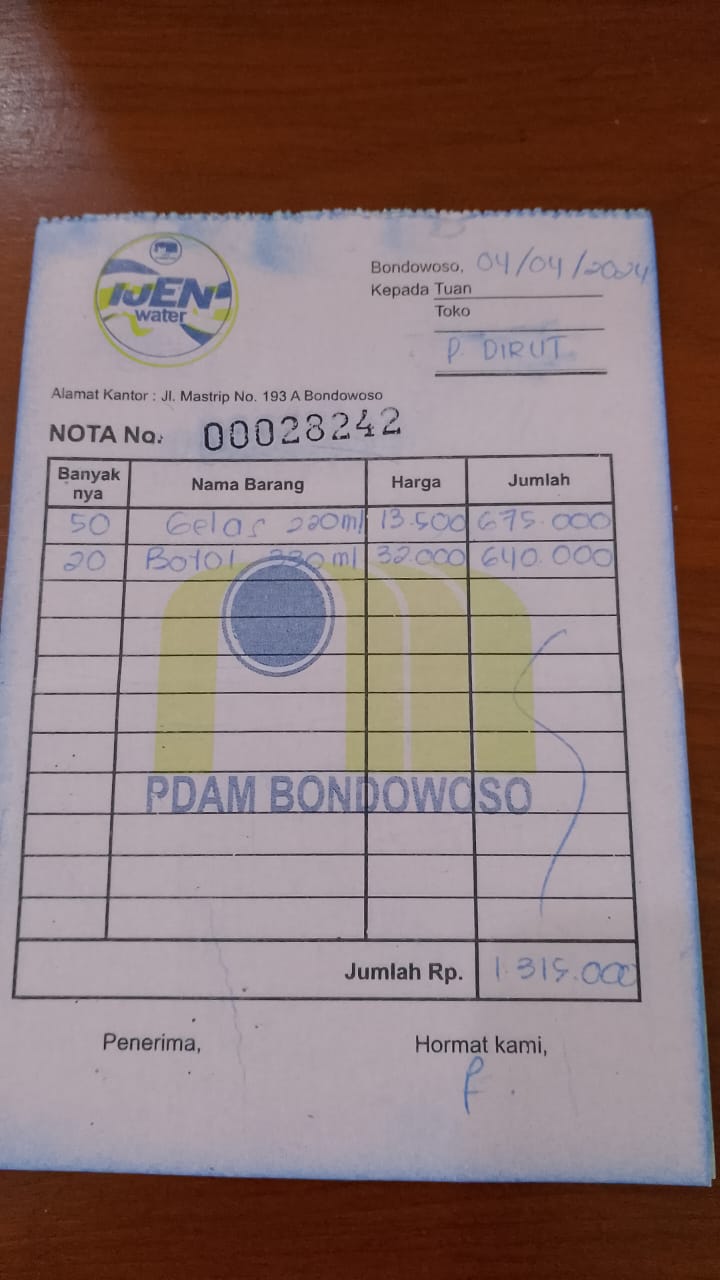 IJEN
water
Bondowoso, 04/04/2024
Kepada Tuan
Toko
P. DIRUT
Alamat Kantor : Jl. Mastrip No. 193 A Bondowoso
NOTA No. 00028242
Banyak nya Nama Barang Harga Jumlah
50 Gelas 220ml 13.500 675.000
20 Botol 330 ml 32.000 640.000
PDAM BONDOWOSO
Jumlah Rp. 1.315.000
Penerima, Hormat kami,